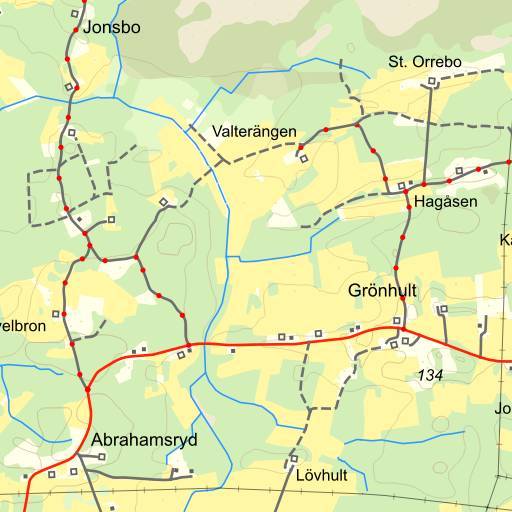 Jonsbo
St. Orrebo
Valterängen
Hagåsen
Grönhult
134
Abrahamsryd
Lövhult